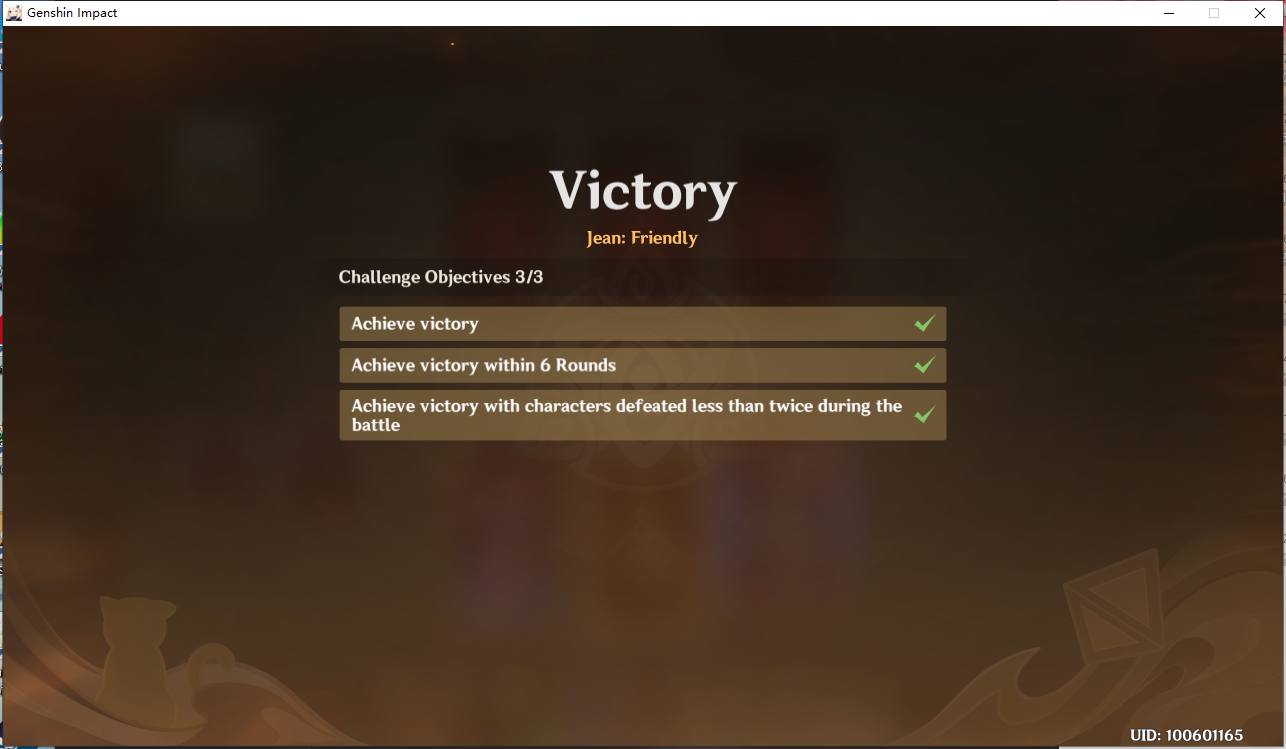 Genshin Impact
Victory
Jean: Friendly
Challenge Objectives 3/3
Achieve victory
Achieve victory within 6 Rounds
Achieve victory with characters defeated less than twice during the
battle
UID: 100601165